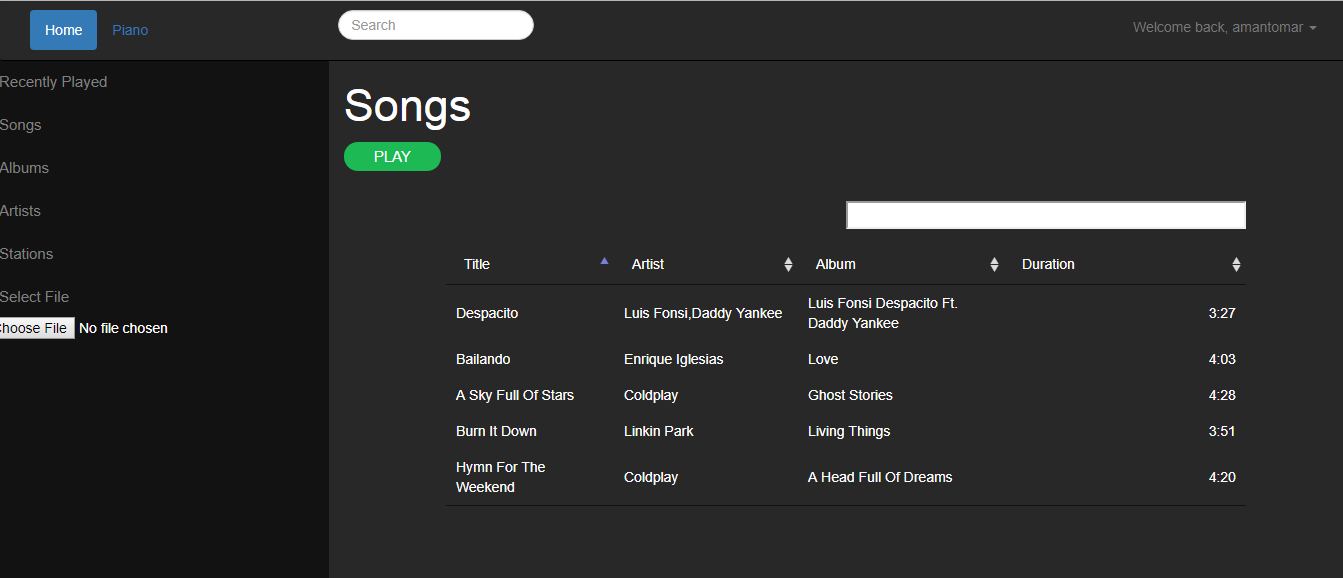 Home Piano Search Welcome back, amantomar
Recently Played
Songs
Albums
Artists
Stations
Select File
Choose File No file chosen
Songs
PLAY
Title Artist Album Duration
Despacito Luis Fonsi,Daddy Yankee Luis Fonsi Despacito Ft.
Daddy Yankee 3:27
Bailando Enrique Iglesias Love 4:03
A Sky Full Of Stars Coldplay Ghost Stories 4:28
Burn It Down Linkin Park Living Things 3:51
Hymn For The
Weekend Coldplay A Head Full Of Dreams 4:20